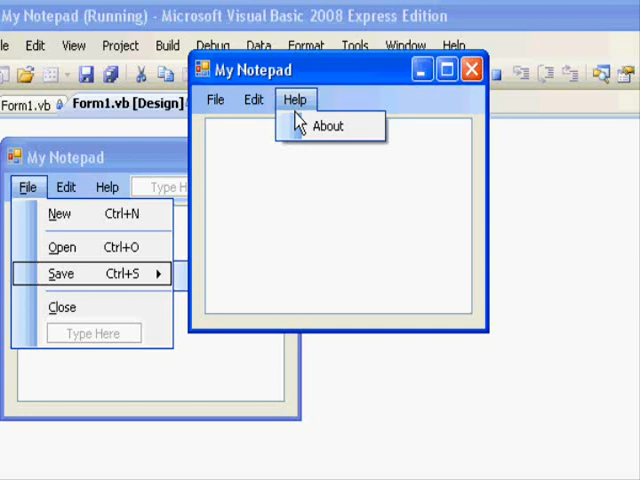 My Notepad (Running) - Microsoft Visual Basic 2008 Express Edition
le Edit View Project Build Debug Data Format Tools Window Help
Form1.vb Form1.vb [Design]
My Notepad
File Edit Help
About
My Notepad
File Edit Help Type He
New Ctrl+N
Open Ctrl+O
Save Ctrl+S
Close
Type Here